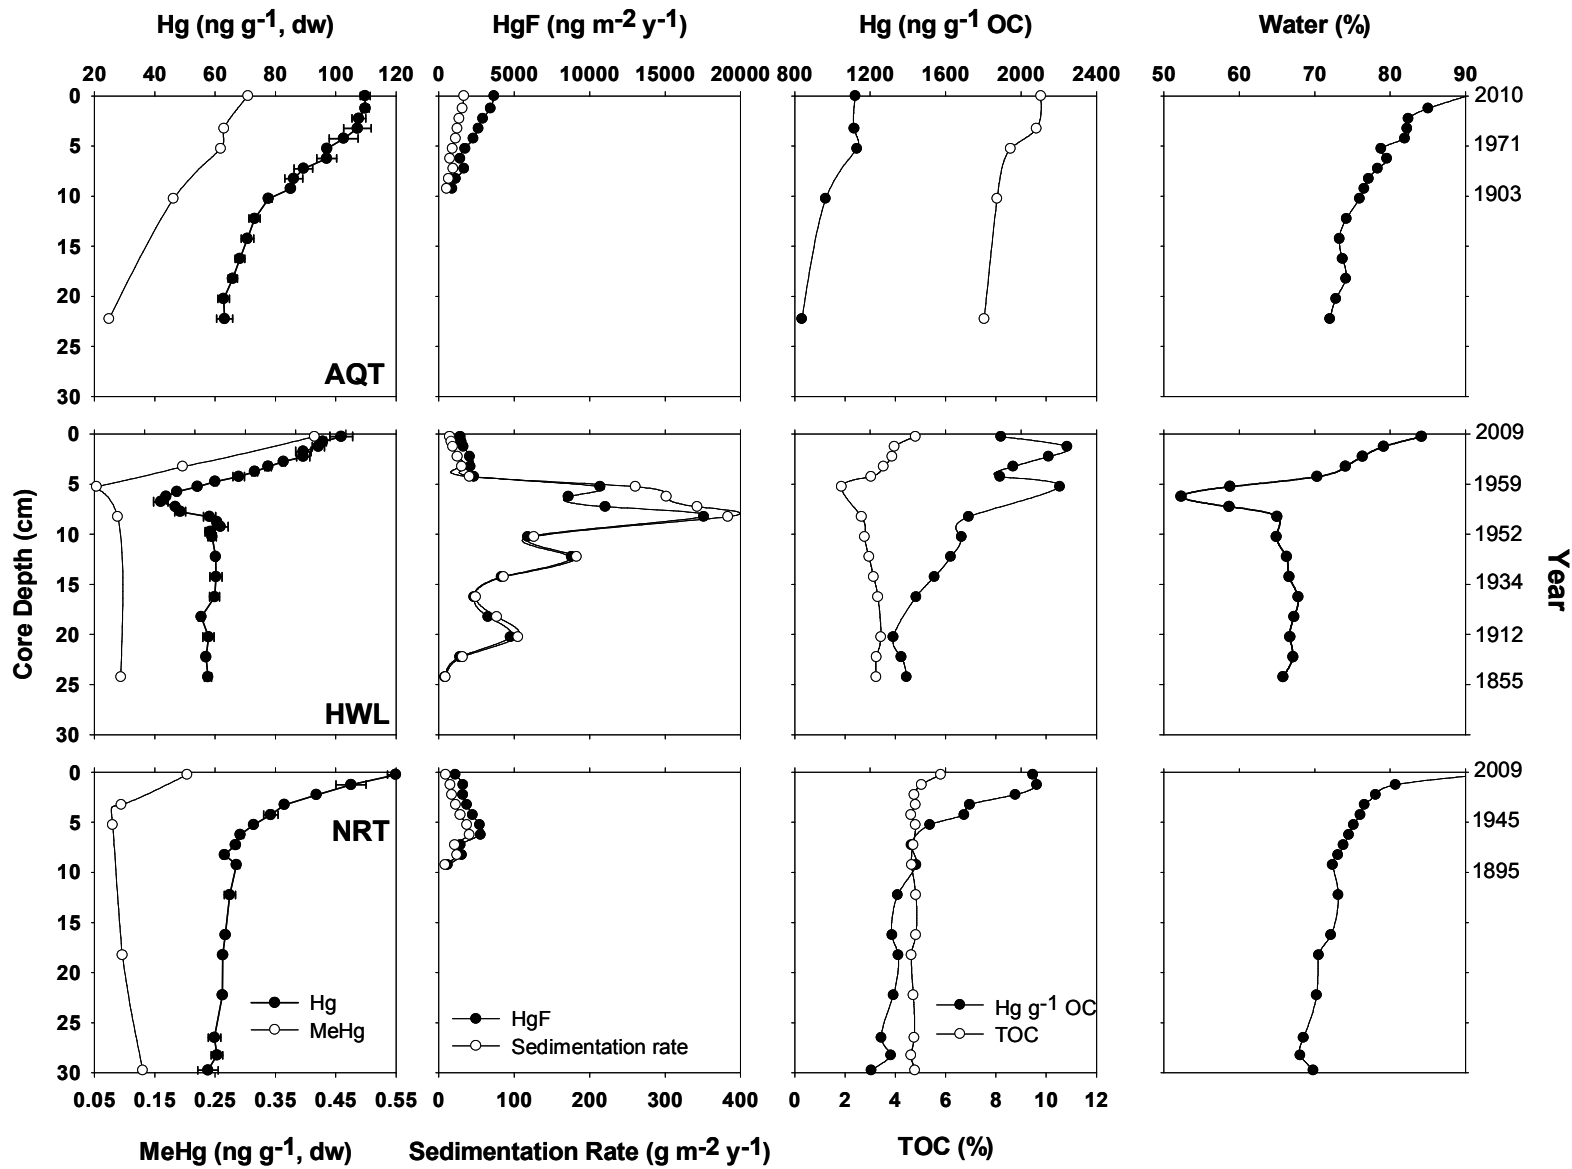 Hg (ng g-1, dw) HgF (ng m-2 y-1) Hg (ng g-1 OC) Water (%)
20 40 60 80 100 120 0 5000 10000 15000 20000 800 1200 1600 2000 2400 50 60 70 80 90
0 2010
5 1971
10 1903
15
20
25
AQT
30
0 2009
5 1959
10 1952
15 1934
20 1912
25 1855
HWL
30
Core Depth (cm)
Year
0 2009
5 NRT 1945
10 1895
15
20
Hg Hg g-1 OC
25 HgF
MeHg Sedimentation rate TOC
30
0.05 0.15 0.25 0.35 0.45 0.55 0 100 200 300 400 0 2 4 6 8 10 12
MeHg (ng g-1, dw) Sedimentation Rate (g m-2 y-1) TOC (%)